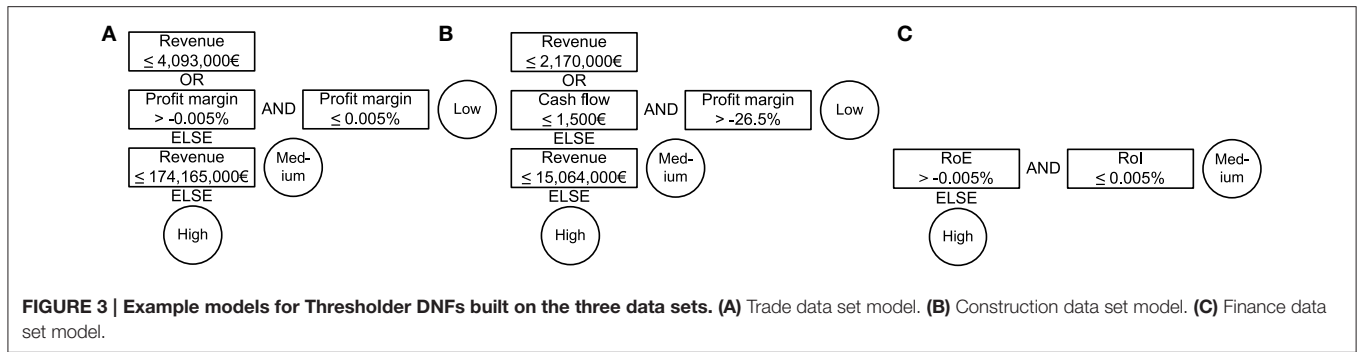 A
Revenue
≤ 4,093,000€
OR
Profit margin
> -0.005%
AND
Profit margin
≤ 0.005%
Low
ELSE
Revenue
≤ 174,165,000€
Med-
ium
ELSE
High
B
Revenue
≤ 2,170,000€
OR
Cash flow
≤ 1,500€
AND
Profit margin
> -26.5%
Low
ELSE
Revenue
≤ 15,064,000€
Med-
ium
ELSE
High
C
RoE
> -0.005%
AND
RoI
≤ 0.005%
Med-
ium
ELSE
High
FIGURE 3 | Example models for Thresholder DNFs built on the three data sets. (A) Trade data set model. (B) Construction data set model. (C) Finance data
set model.